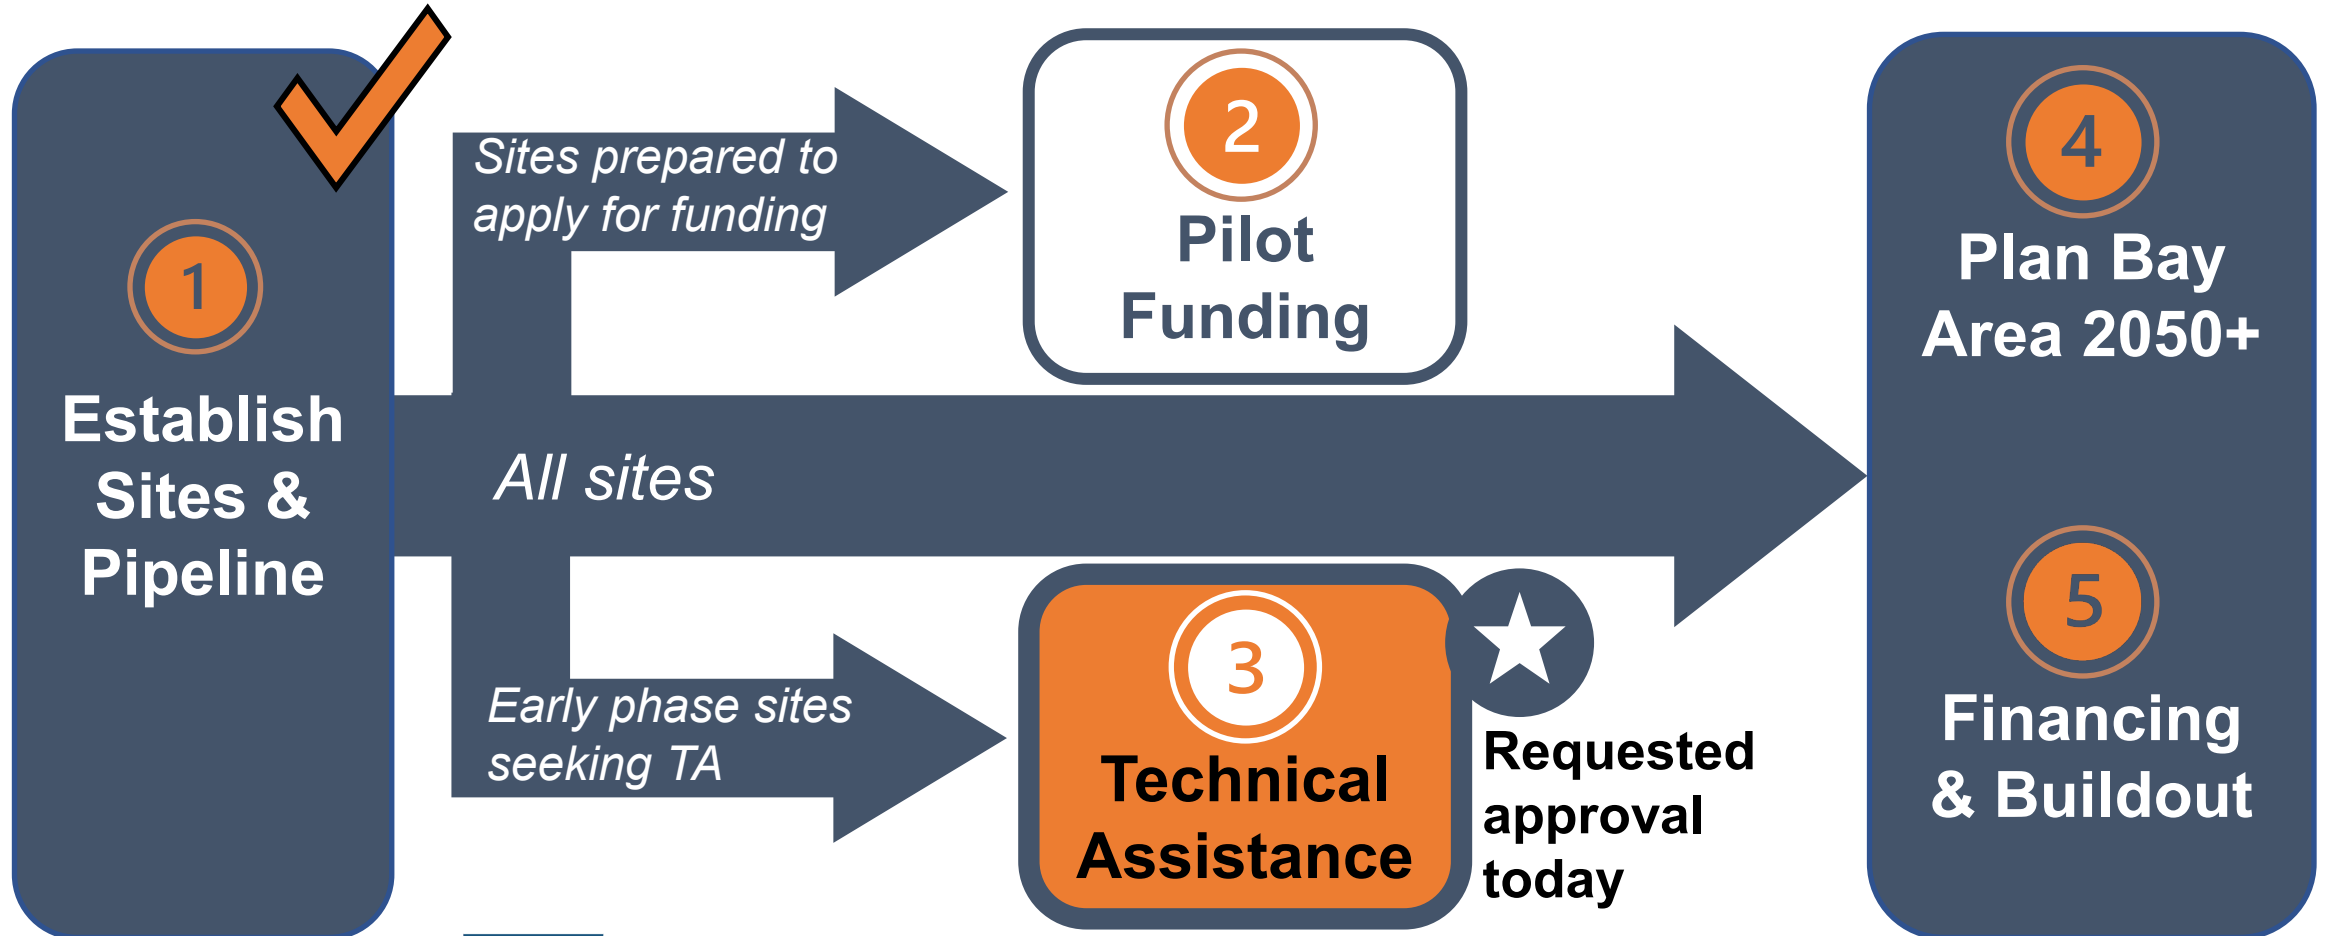 1
Establish
Sites &
Pipeline
Sites prepared to
apply for funding
All sites
Early phase sites
seeking TA
2
Pilot
Funding
3
Technical
Assistance
Requested
approval
today
4
Plan Bay
Area 2050+
5
Financing
& Buildout